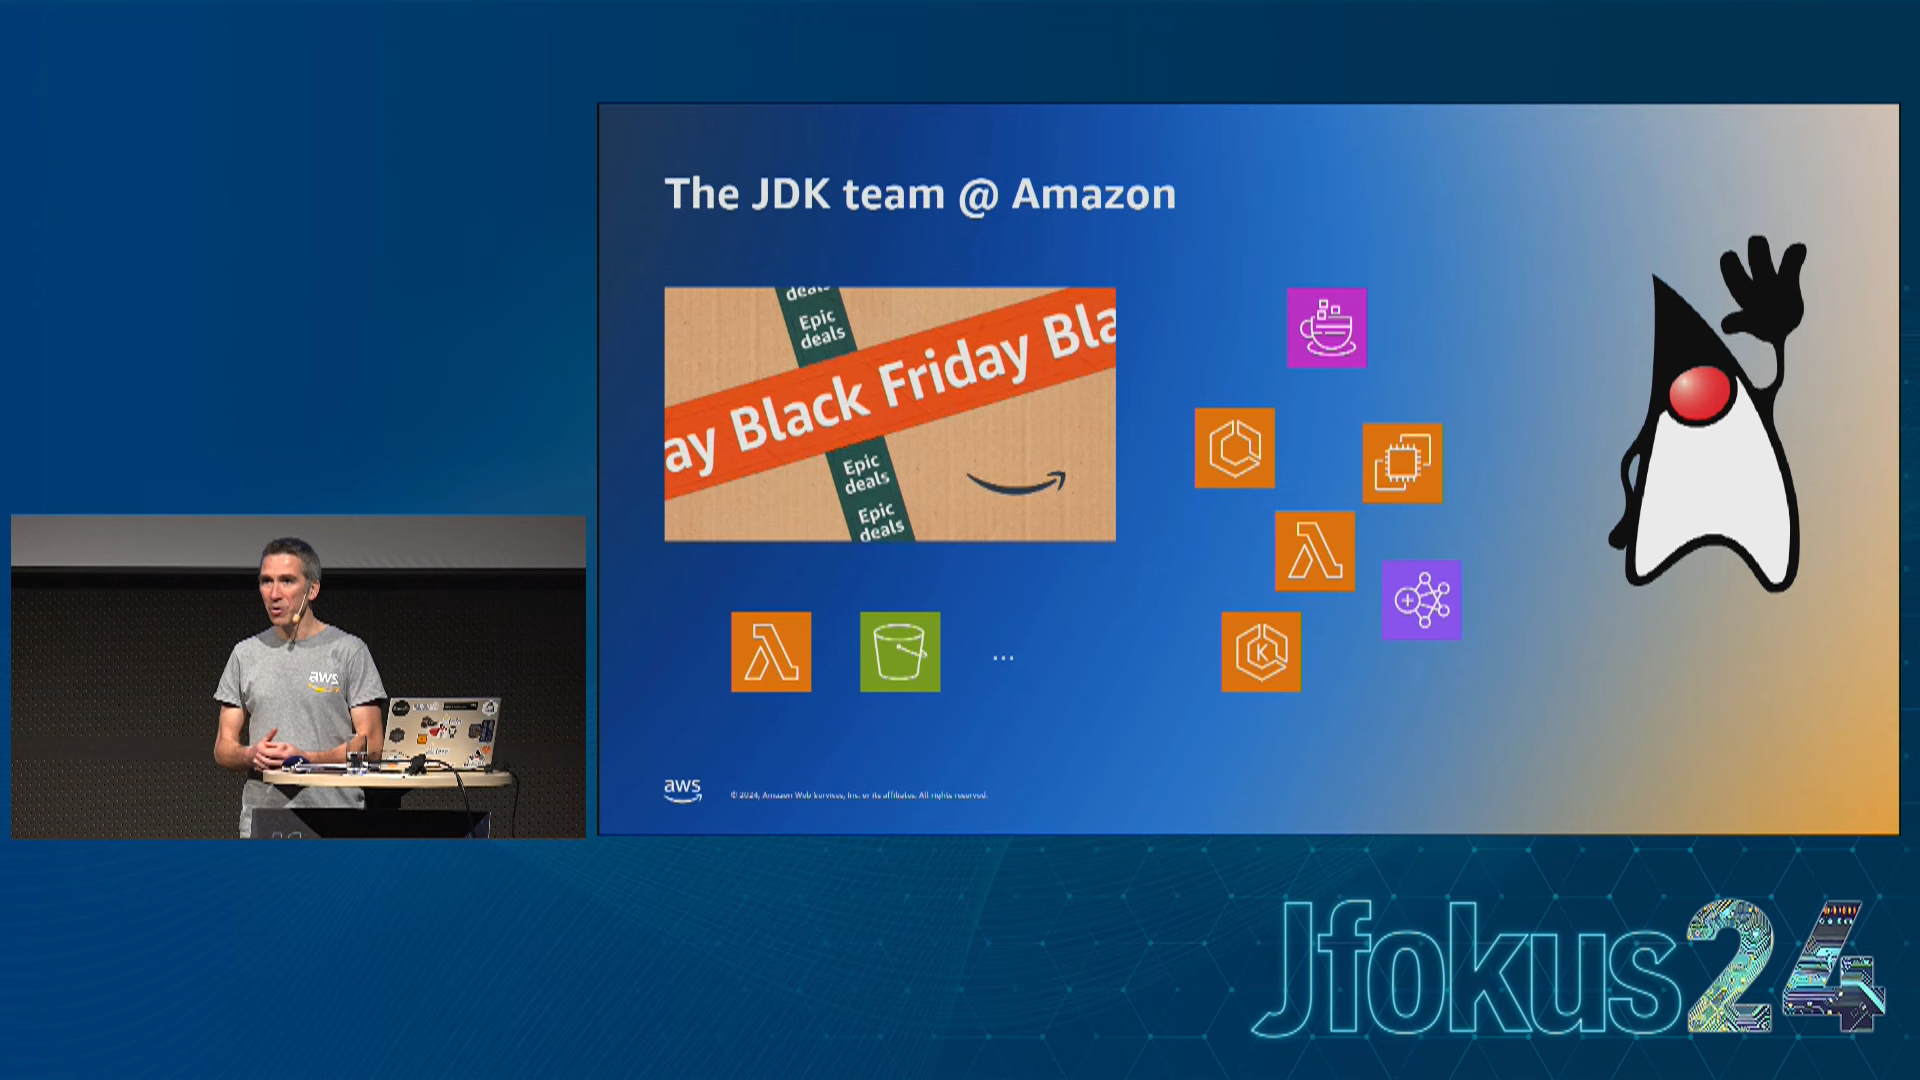 The JDK team @ Amazon
deals
Epic
deals
ay Black Friday Bla
Epic
deals
Epic
deals
K
...
aws
© 2024, Amazon Web Services, Inc. or its affiliates. All rights reserved.
aws
Jfokus24